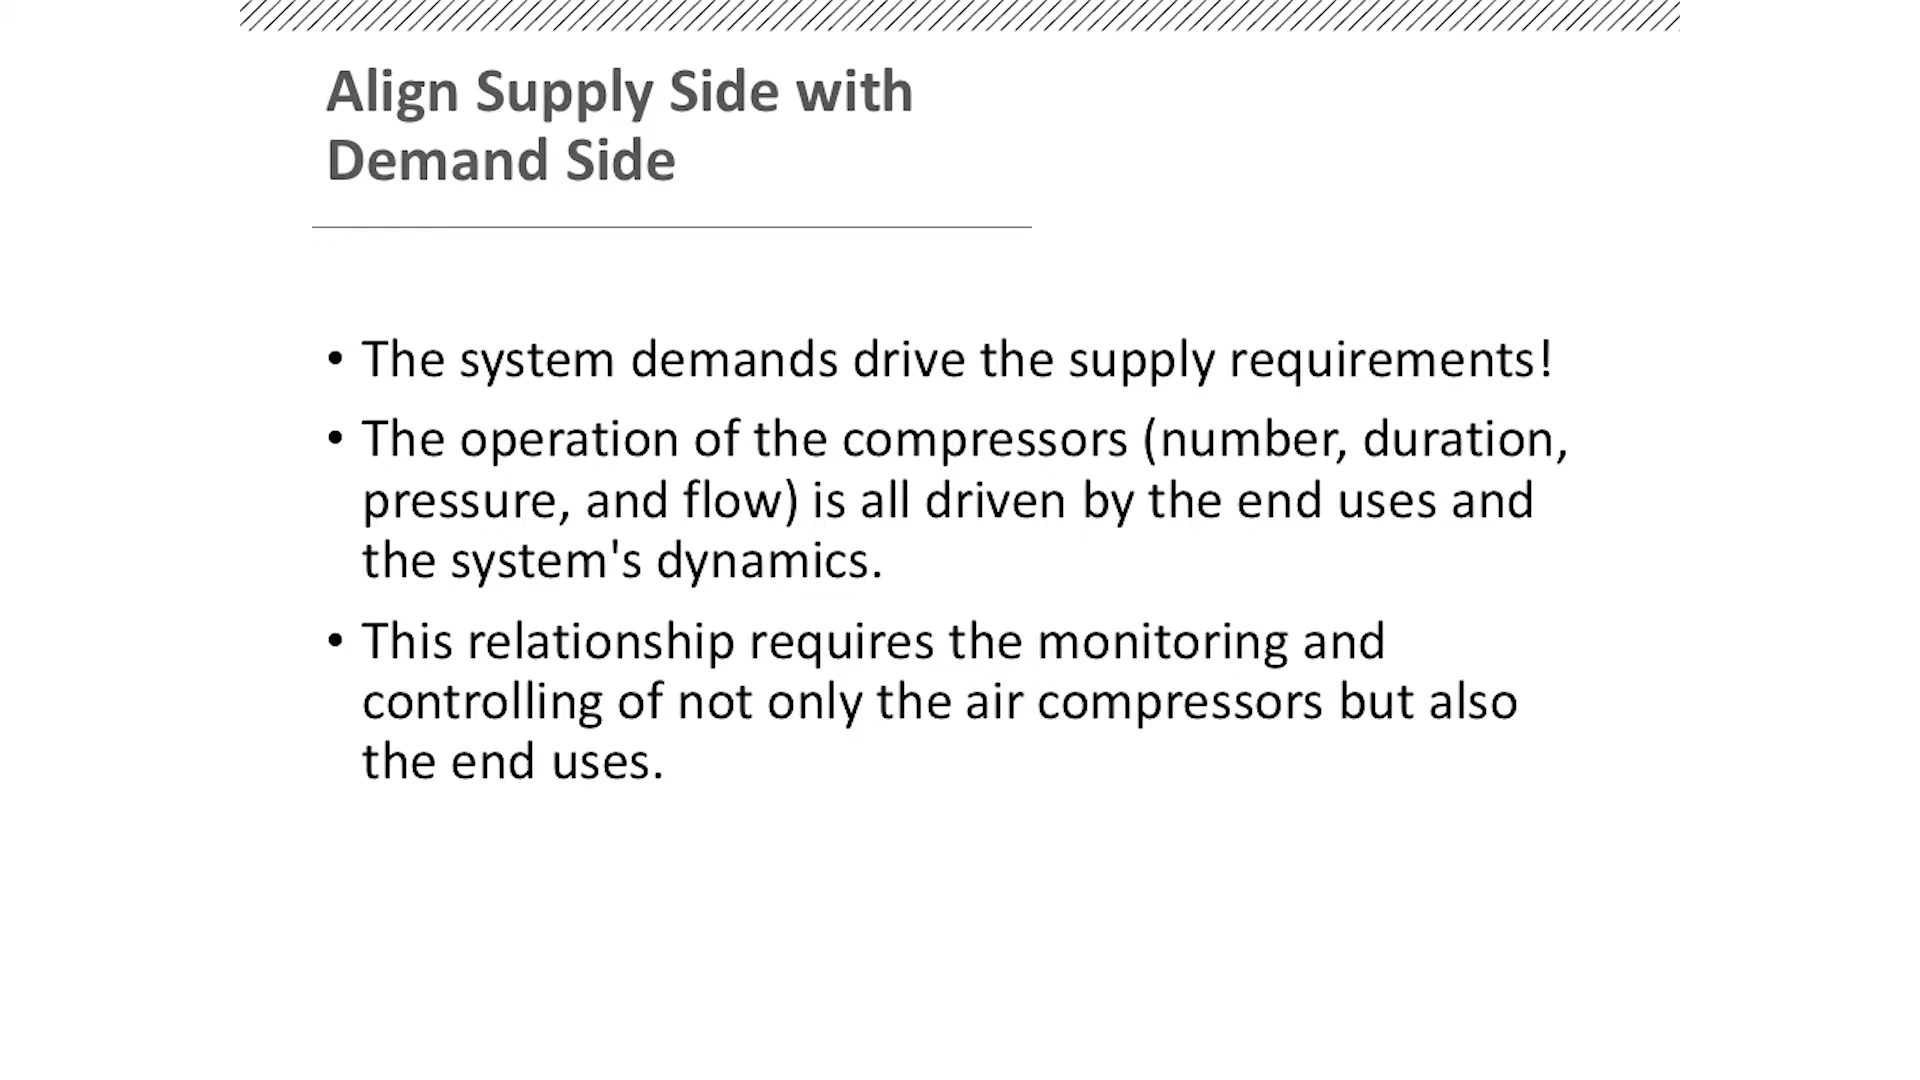 Align Supply Side with
Demand Side
• The system demands drive the supply requirements!
• The operation of the compressors (number, duration,
pressure, and flow) is all driven by the end uses and
the system's dynamics.
• This relationship requires the monitoring and
controlling of not only the air compressors but also
the end uses.